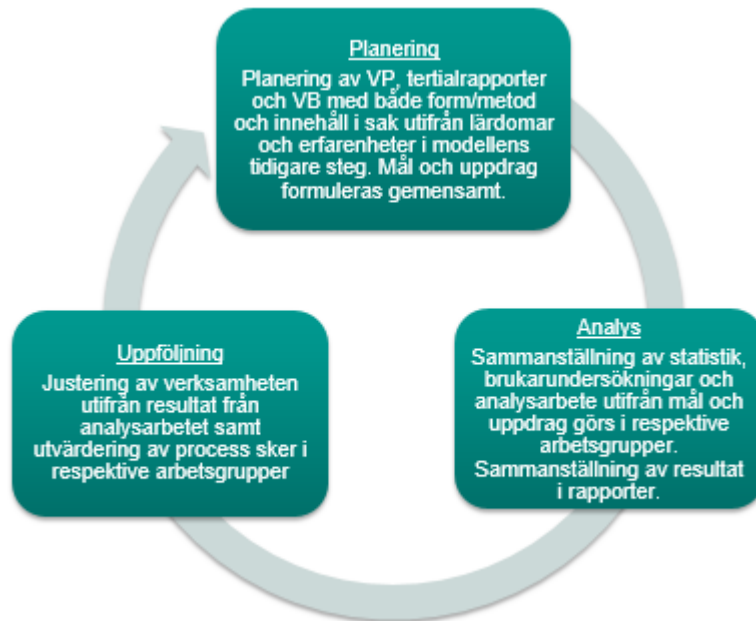 Planering
Planering av VP, tertialrapporter
och VB med både form/metod
och innehåll i sak utifrån lärdomar
och erfarenheter i modellens
tidigare steg. Mål och uppdrag
formuleras gemensamt.
Analys
Sammanställning av statistik,
brukarundersökningar och
analysarbete utifrån mål och
uppdrag görs i respektive
arbetsgrupper.
Sammanställning av resultat
i rapporter.
Uppföljning
Justering av verksamheten
utifrån resultat från
analysarbetet samt
utvärdering av process sker i
respektive arbetsgrupper